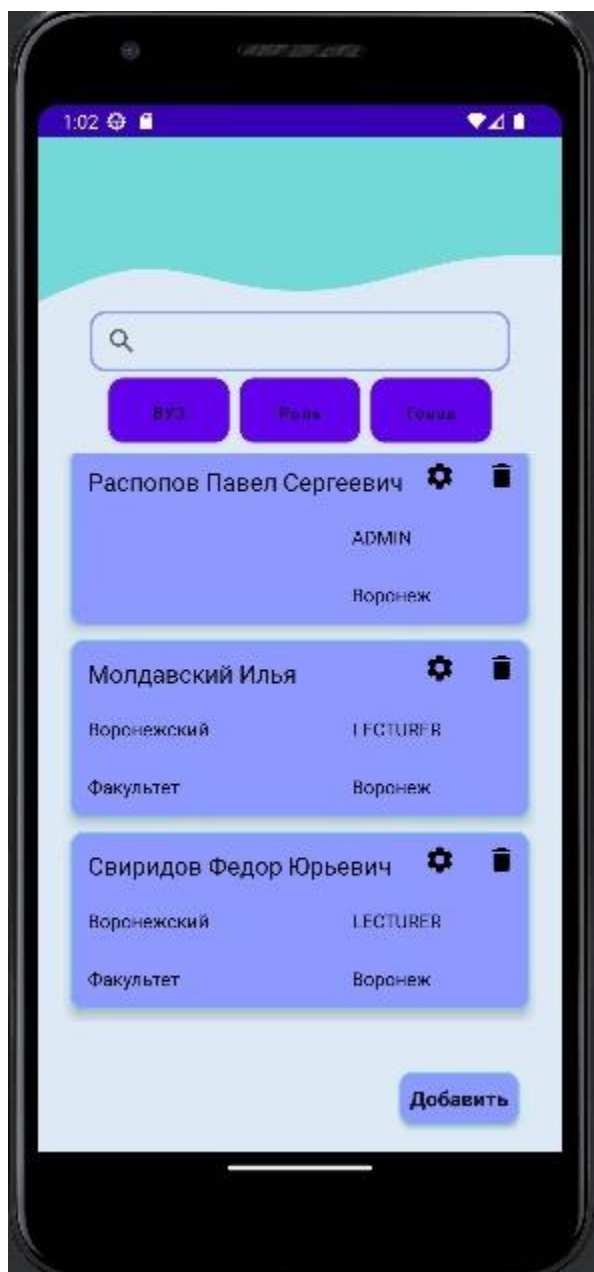 1:02
ВУЗ Роль Город
Распопов Павел Сергеевич
ADMIN
Воронеж
Молдавский Илья
Воронежский LECTURER
Факультет Воронеж
Свиридов Федор Юрьевич
Воронежский LECTURER
Факультет Воронеж
Добавить